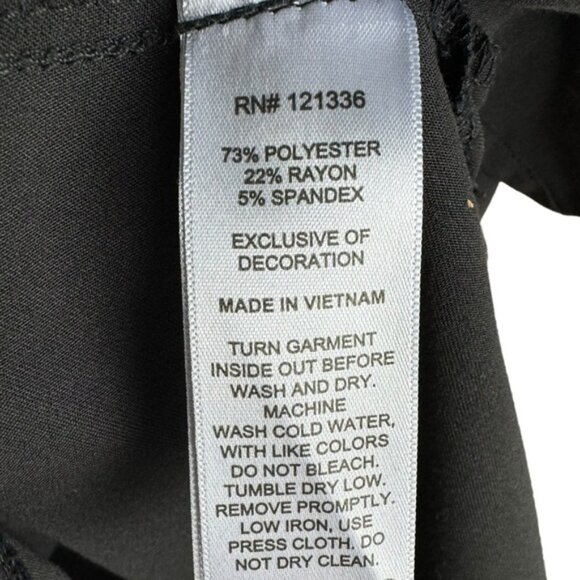 RN# 121336
73% POLYESTER
22% RAYON
5% SPANDEX
EXCLUSIVE OF
DECORATION
MADE IN VIETNAM
TURN GARMENT
INSIDE OUT BEFORE
WASH AND DRY.
MACHINE
WASH COLD WATER,
WITH LIKE COLORS
DO NOT BLEACH.
TUMBLE DRY LOW.
REMOVE PROMPTLY.
LOW IRON, USE
PRESS CLOTH, DO
NOT DRY CLEAN.